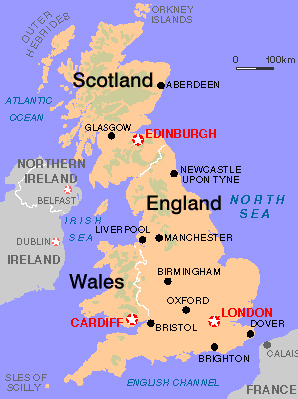 ORKNEY
ISLANDS
OUTER
HEBRIDES
Scotland
ABERDEEN
0 100km
ATLANTIC
OCEAN
GLASGOW
EDINBURGH
NORTHERN
IRELAND
BELFAST
NEWCASTLE
UPON TYNE
NORTH
SEA
England
IRISH
SEA
DUBLIN
IRELAND
LIVERPOOL
MANCHESTER
Wales
BIRMINGHAM
OXFORD
LONDON
CARDIFF
BRISTOL
DOVER
BRIGHTON
CALAIS
SLES OF
SCILLY
ENGLISH CHANNEL
FRANCE